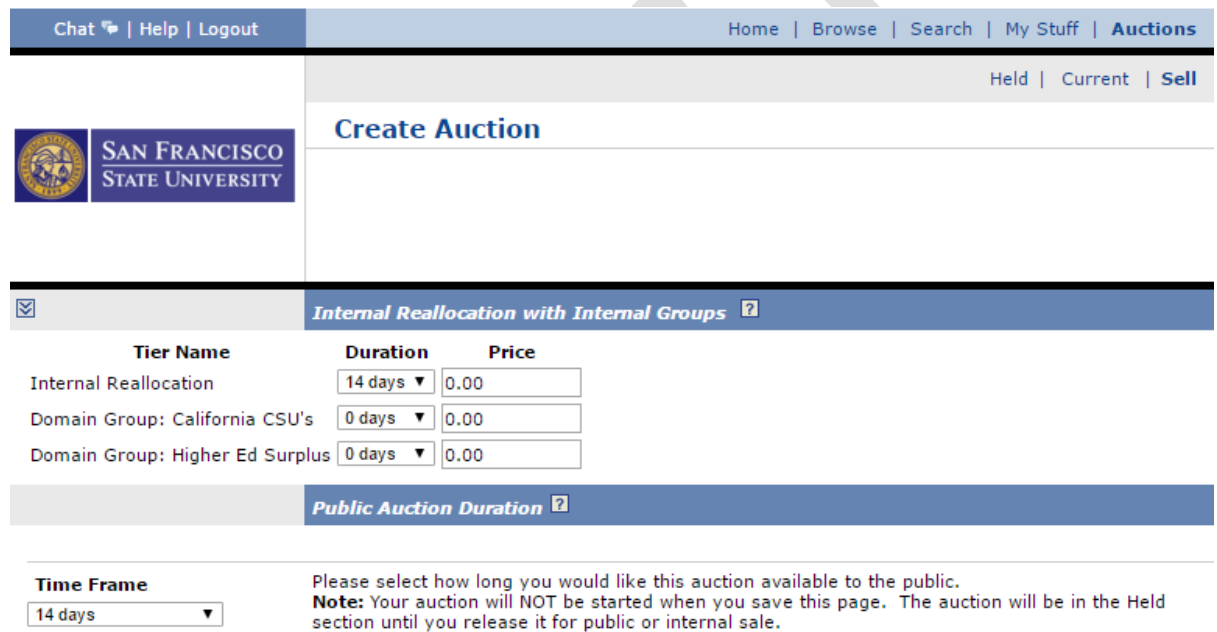 Chat | Help | Logout
Home | Browse | Search | My Stuff | Auctions
Held | Current | Sell
Create Auction
SAN FRANCISCO
STATE UNIVERSITY
Internal Reallocation with Internal Groups ?
Tier Name Duration Price
Internal Reallocation 14 days 0.00
Domain Group: California CSU's 0 days 0.00
Domain Group: Higher Ed Surplus 0 days 0.00
Public Auction Duration ?
Time Frame
14 days
Please select how long you would like this auction available to the public.
Note: Your auction will NOT be started when you save this page. The auction will be in the Held
section until you release it for public or internal sale.